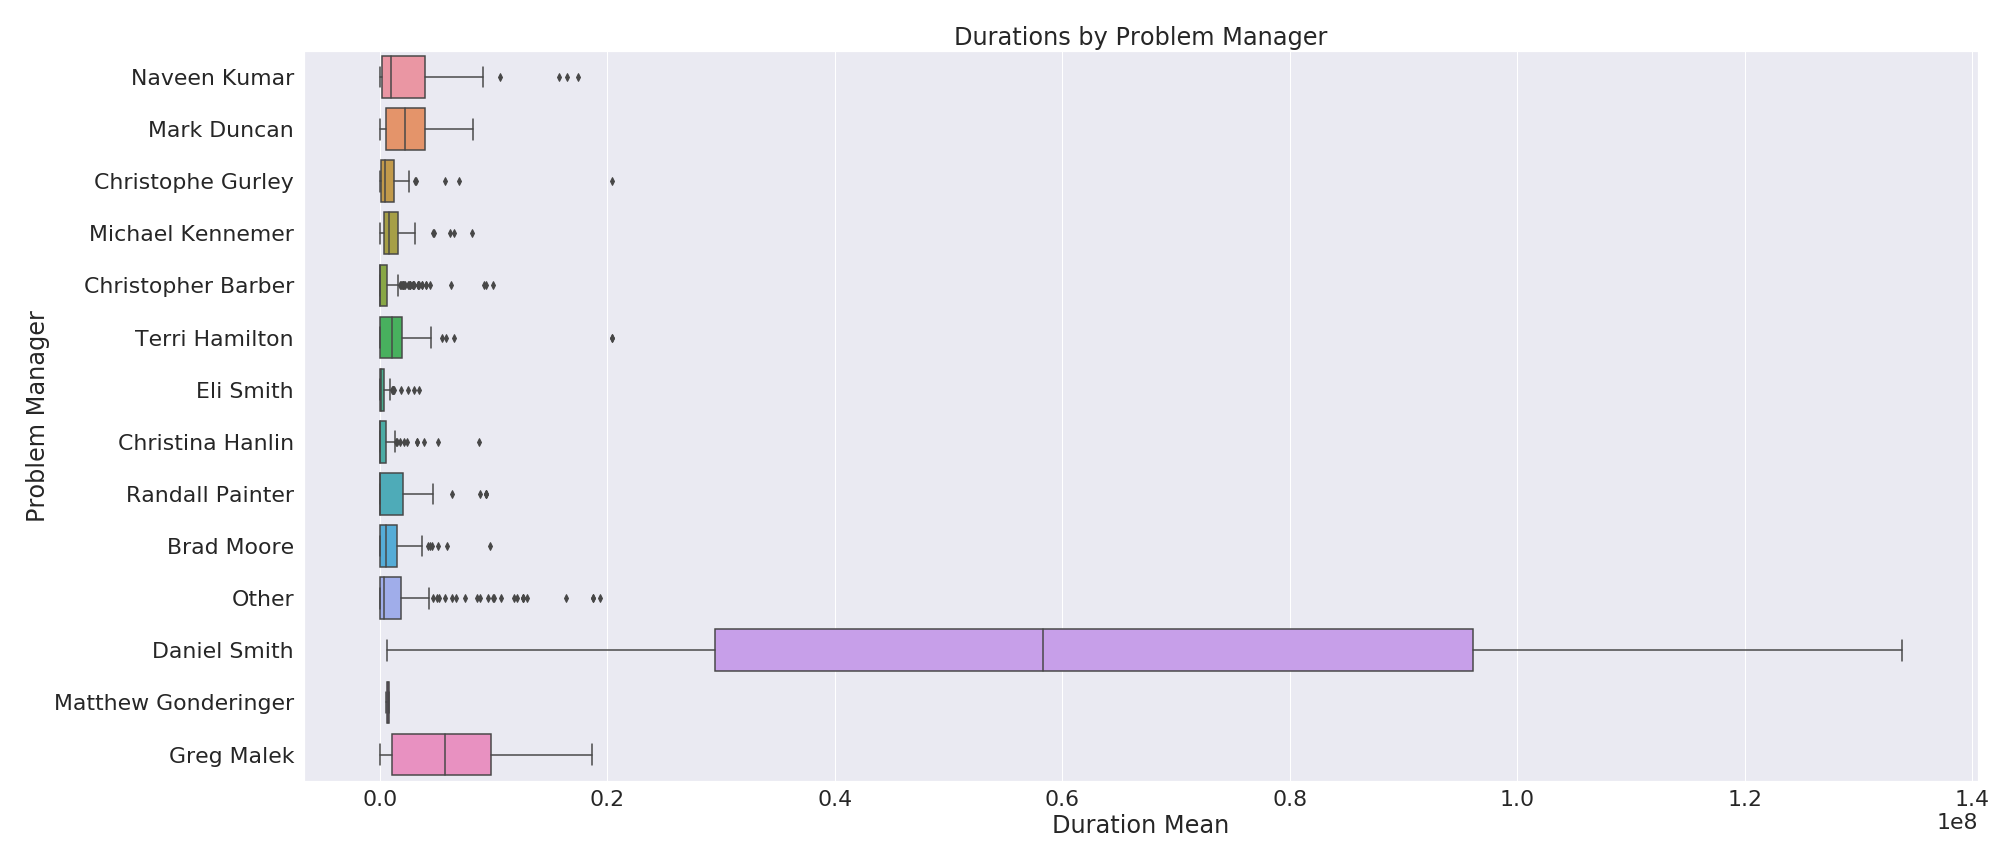 Durations by Problem Manager
Naveen Kumar
Mark Duncan
Christophe Gurley
Michael Kennemer
Christopher Barber
Terri Hamilton
Eli Smith
Christina Hanlin
Randall Painter
Brad Moore
Other
Daniel Smith
Matthew Gonderinger
Greg Malek
Problem Manager
0.0 0.2 0.4 0.6 0.8 1.0 1.2 1.4
1e8
Duration Mean